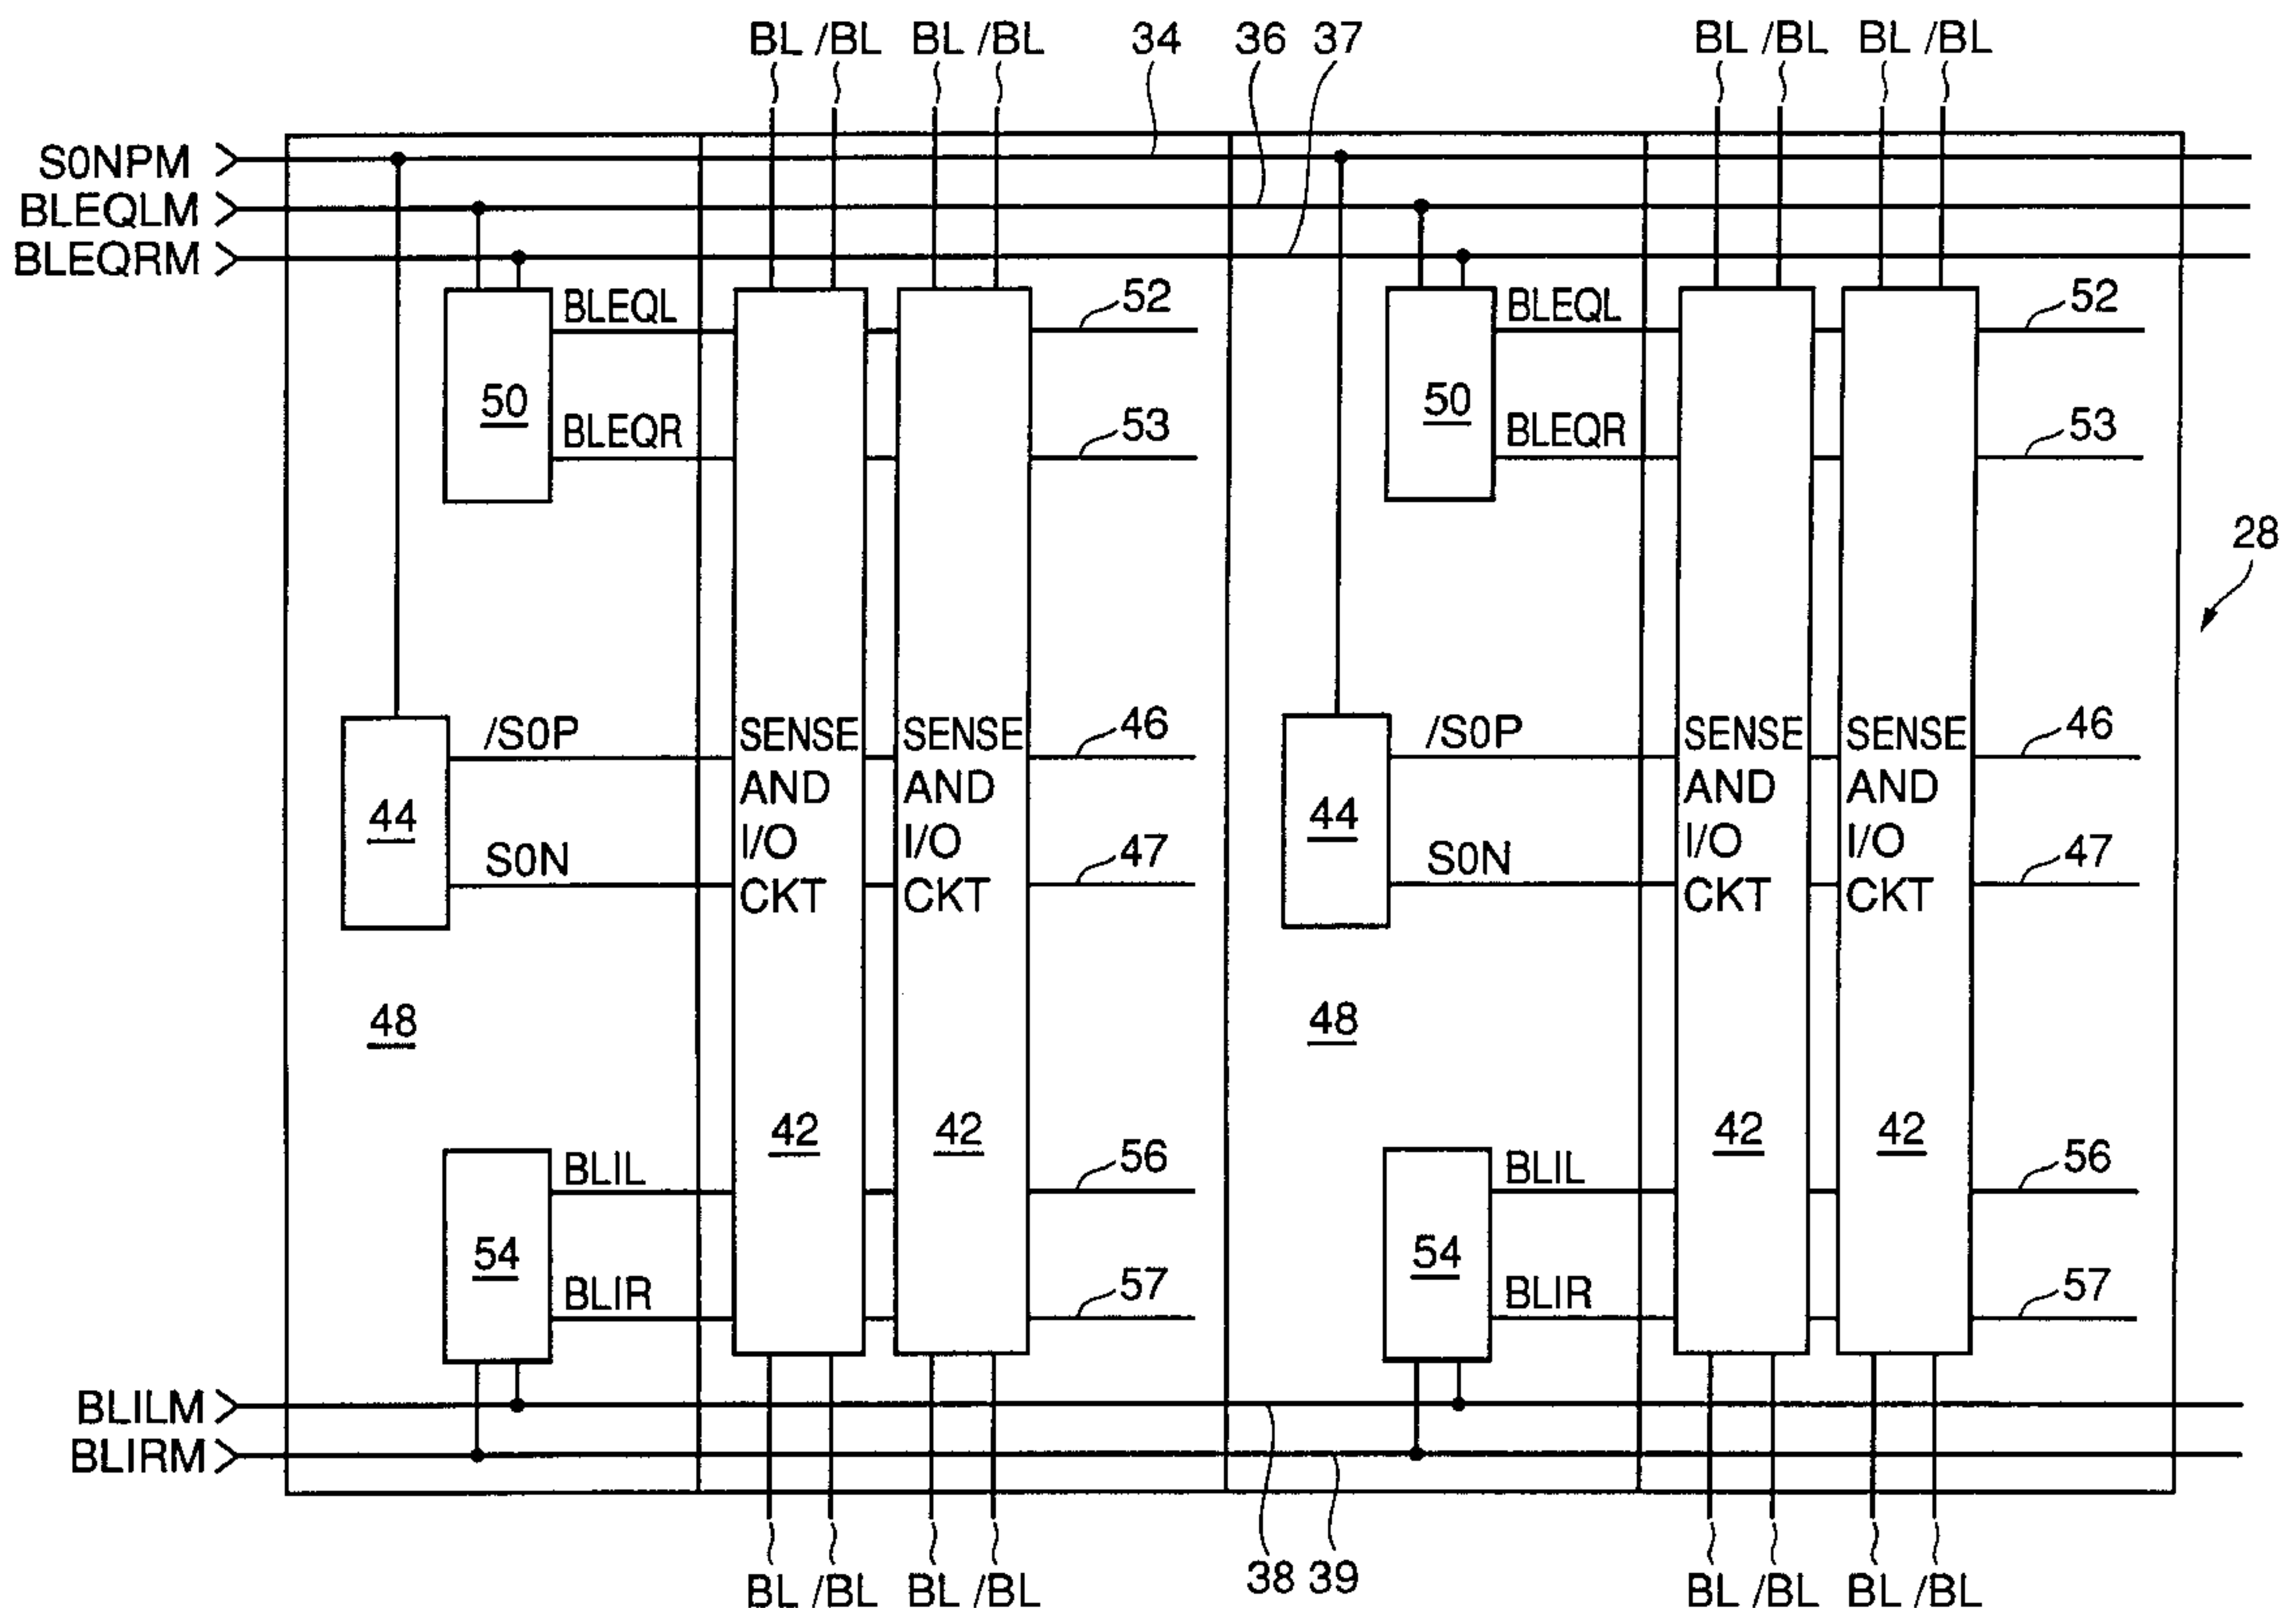 BL /BL BL /BL 34 36 37 BL /BL BL /BL
S0NPM
BLEQLM
BLEQRM
BLEQL 52 BLEQL 52
50 50
BLEQR 53 BLEQR 53
28
/S0P SENSE SENSE 46 /S0P SENSE SENSE 46
AND AND AND AND
44 I/O I/O 44 I/O I/O
S0N CKT CKT 47 S0N CKT CKT 47
48 48
42 42 42 42
BLIL 56 BLIL 56
54 54
BLIR 57 BLIR 57
BLILM
BLIRM
BL /BL BL /BL 38 39 BL /BL BL /BL